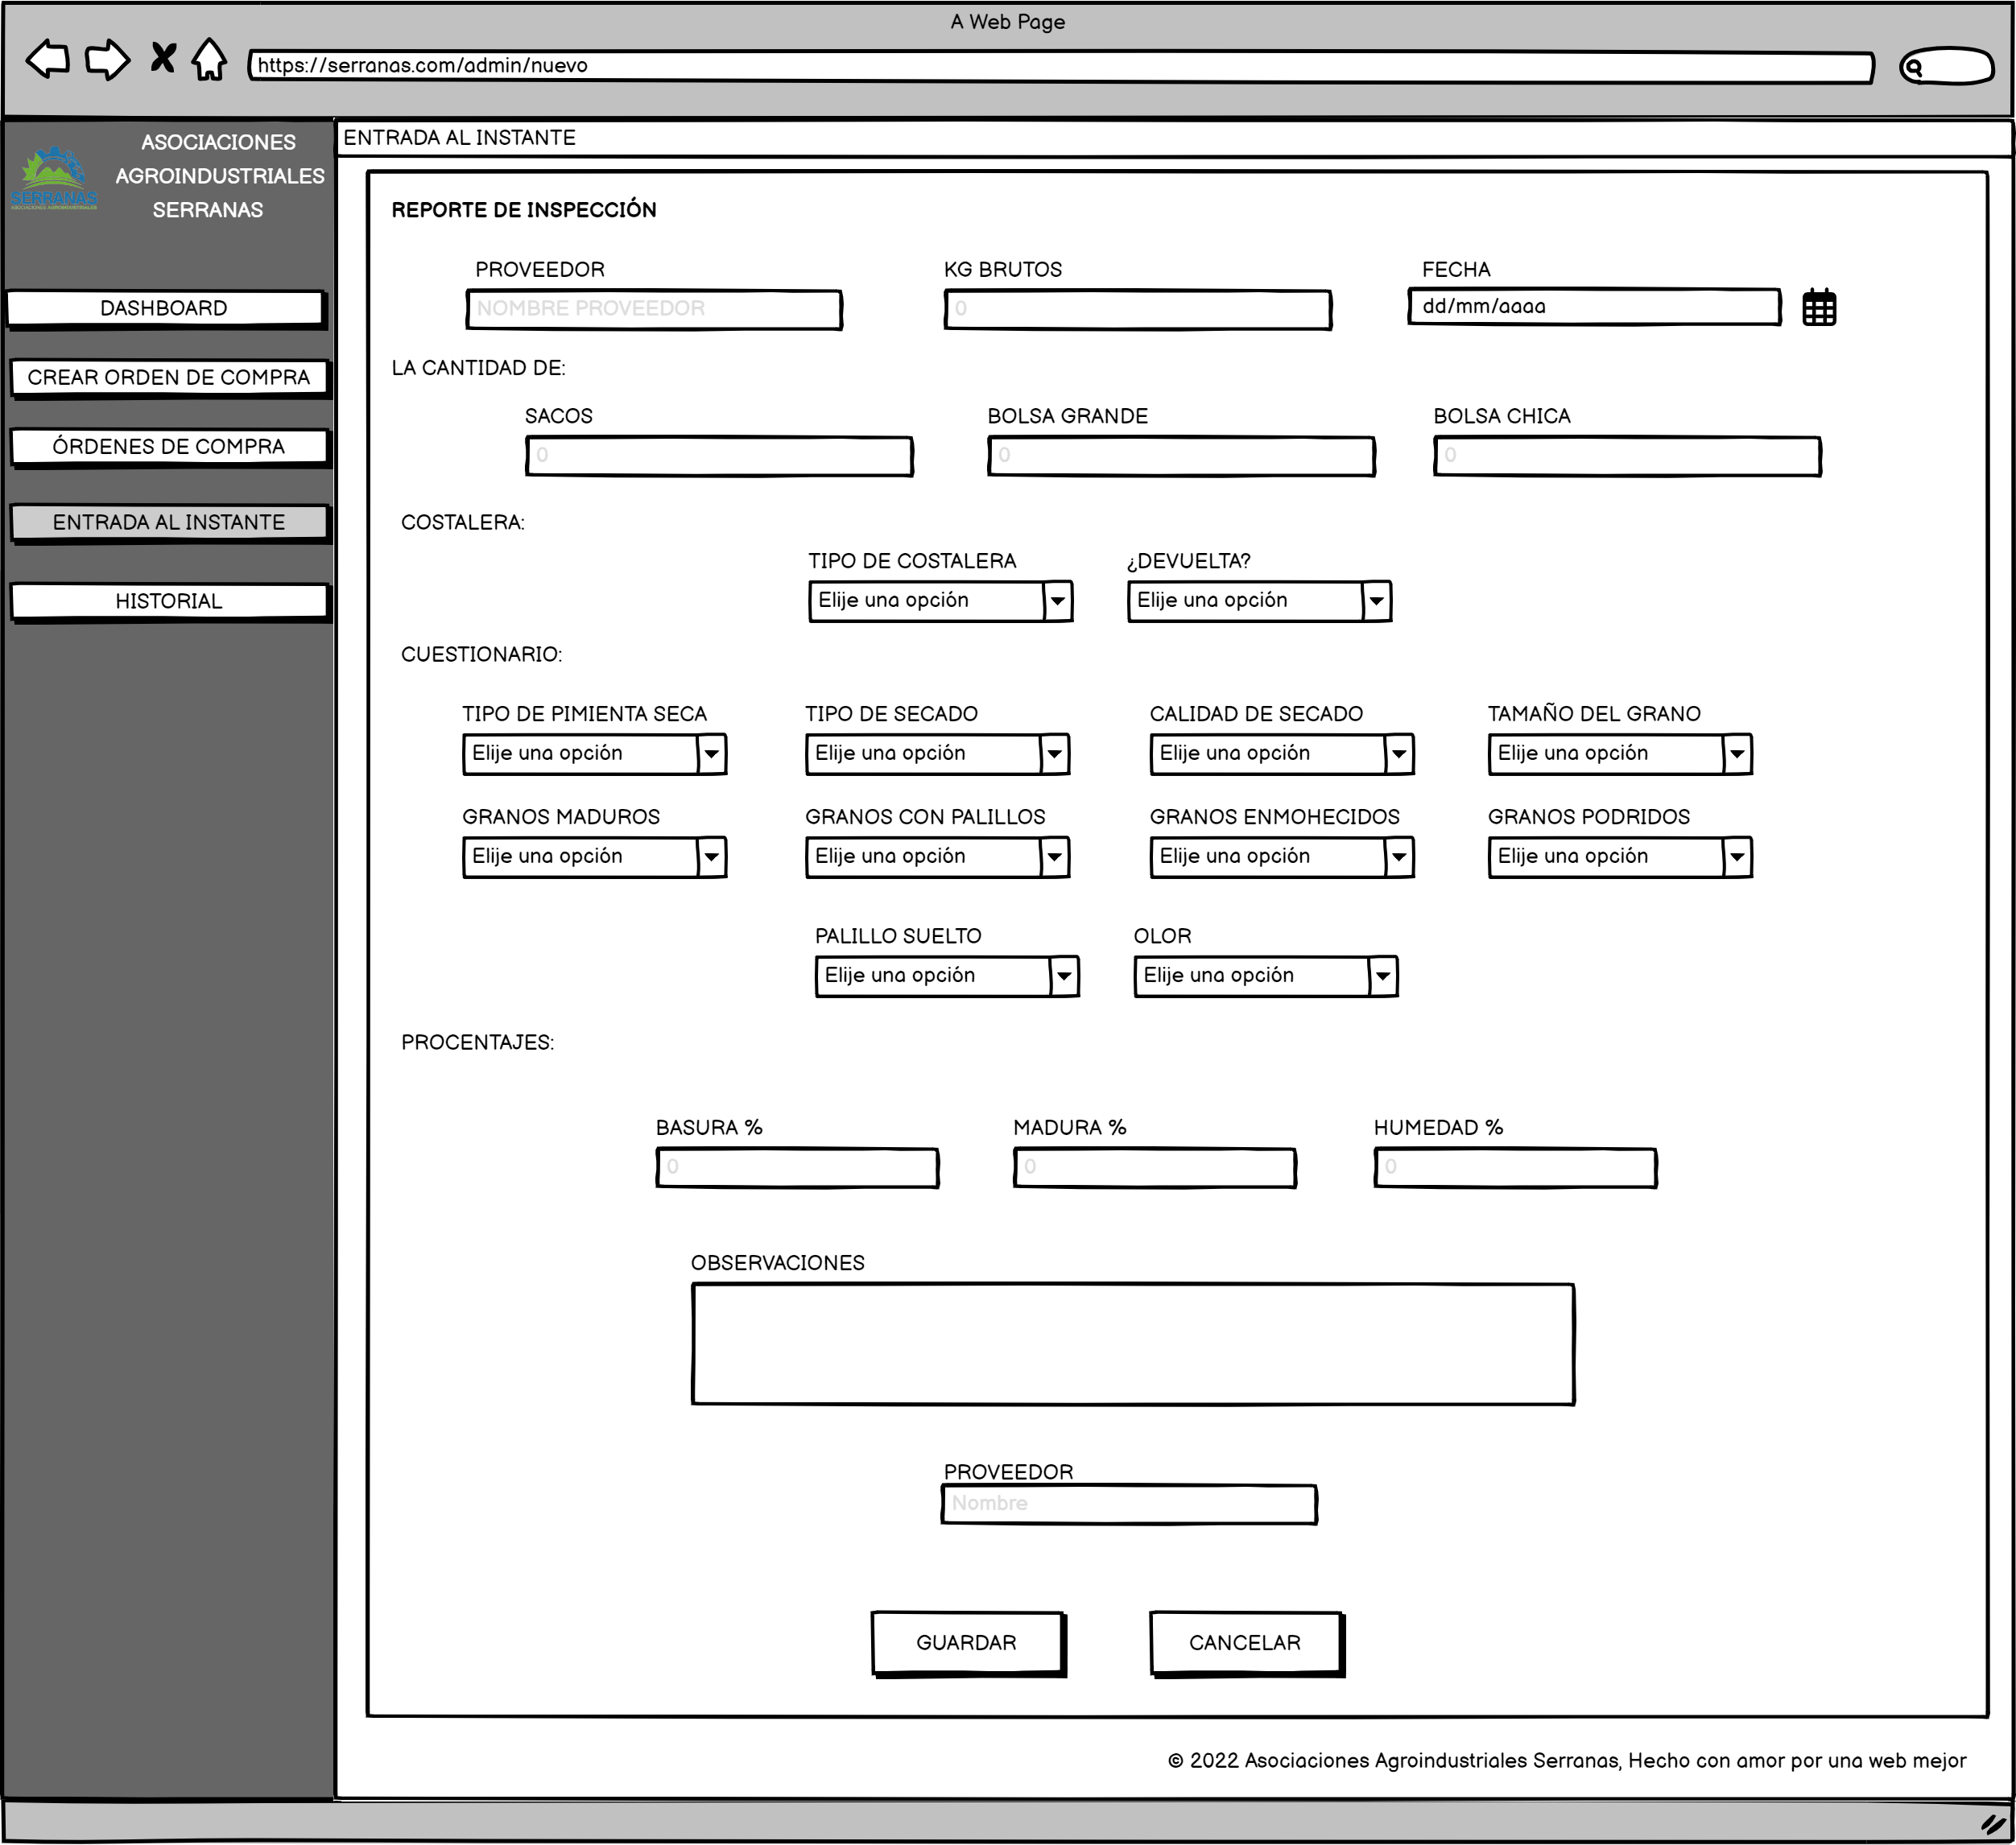 A Web Page
https://serranas.com/admin/nuevo
ASOCIACIONES
AGROINDUSTRIALES
SERRANAS
SERRANAS
ASOCIACIONES AGROINDUSTRIALES
DASHBOARD
CREAR ORDEN DE COMPRA
ÓRDENES DE COMPRA
ENTRADA AL INSTANTE
HISTORIAL
ENTRADA AL INSTANTE
REPORTE DE INSPECCIÓN
PROVEEDOR KG BRUTOS FECHA
NOMBRE PROVEEDOR 0 dd/mm/aaaa
LA CANTIDAD DE:
SACOS BOLSA GRANDE BOLSA CHICA
0 0 0
COSTALERA:
TIPO DE COSTALERA ¿DEVUELTA?
Elije una opción Elije una opción
CUESTIONARIO:
TIPO DE PIMIENTA SECA TIPO DE SECADO CALIDAD DE SECADO TAMAÑO DEL GRANO
Elije una opción Elije una opción Elije una opción Elije una opción
GRANOS MADUROS GRANOS CON PALILLOS GRANOS ENMOHECIDOS GRANOS PODRIDOS
Elije una opción Elije una opción Elije una opción Elije una opción
PALILLO SUELTO OLOR
Elije una opción Elije una opción
PROCENTAJES:
BASURA % MADURA % HUMEDAD %
0 0 0
OBSERVACIONES
PROVEEDOR
Nombre
GUARDAR CANCELAR
© 2022 Asociaciones Agroindustriales Serranas, Hecho con amor por una web mejor